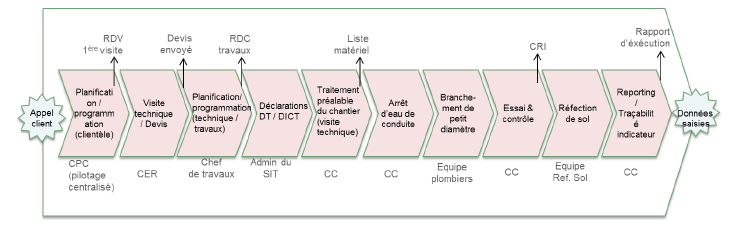 RDV
1ère visite
Devis
envoyé
RDC
travaux
Liste
matériel
CRI
Rapport
d'éxécution
Appel
client
Planificati
on /
programm
ation
(clientèle)
Visite
technique
/ Devis
Planification/
programmation
(technique /
travaux)
Déclarations
DT / DICT
Traitement
préalable
du chantier
(visite
technique)
Arrêt
d'eau de
conduite
Branche-
ment de
petit
diamètre
Essai &
contrôle
Réfection
de sol
Reporting
/
Traçabilit
é
indicateur
Données
saisies
CPC
(pilotage
centralisé)
CER
Chef
de travaux
Admin du
SIT
CC
CC
Equipe
plombiers
CC
Equipe
Ref. Sol
CC